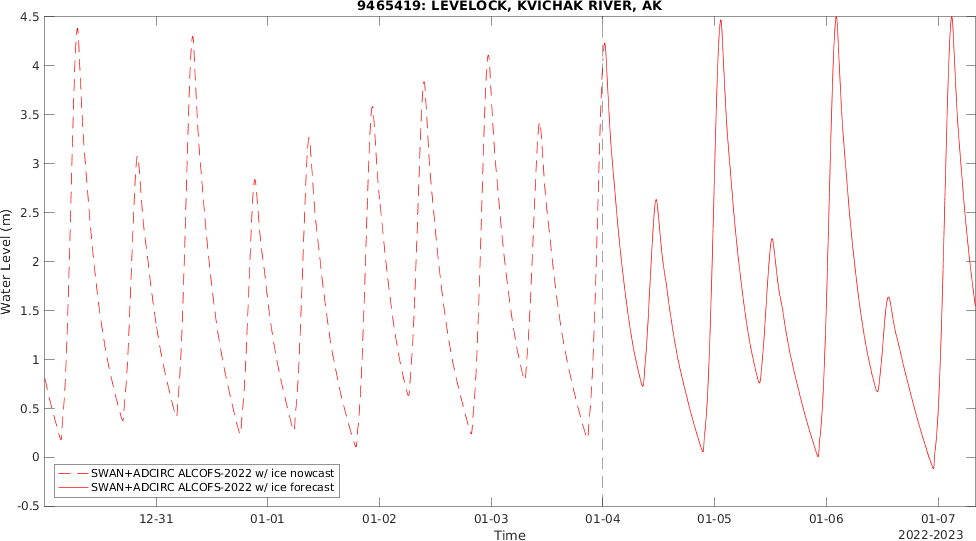 9465419: LEVELOCK, KVICHAK RIVER, AK
4.5
4
3.5
3
2.5
2
1.5
1
0.5
0
-0.5
Water Level (m)
SWAN+ADCIRC ALCOFS-2022 w/ ice nowcast
SWAN+ADCIRC ALCOFS-2022 w/ ice forecast
12-31 01-01 01-02 01-03 01-04 01-05 01-06 01-07
Time
2022-2023